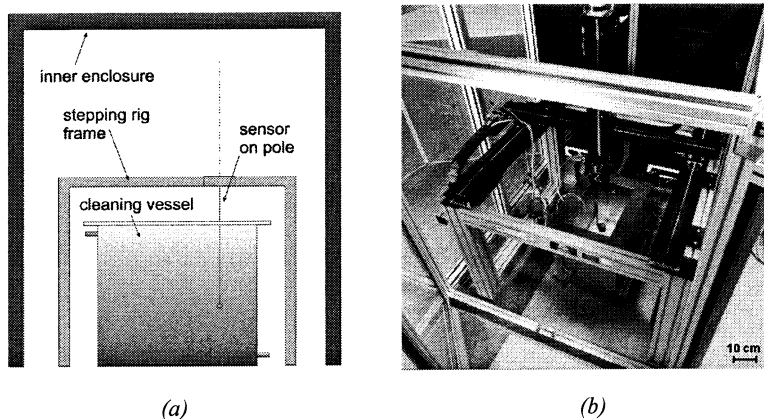 inner enclosure
stepping rig
frame
sensor
on pole
cleaning vessel
10 cm
(a)
(b)